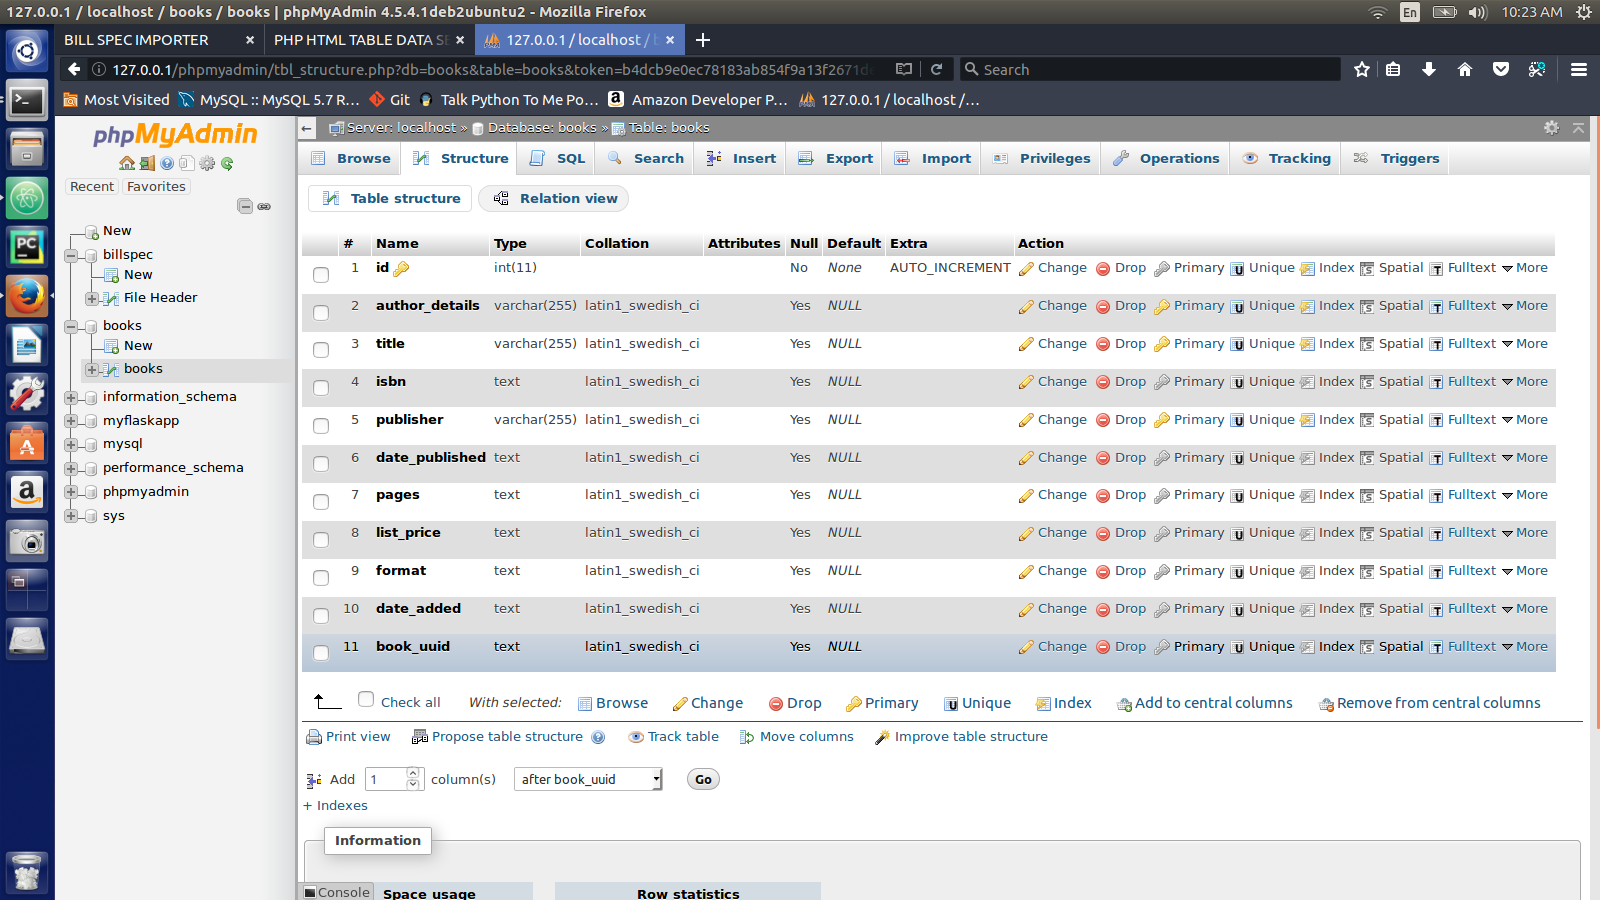 127.0.0.1 / localhost / books / books | phpMyAdmin 4.5.4.1deb2ubuntu2 - Mozilla Firefox
En
10:23 AM
BILL SPEC IMPORTER ×
PHP HTML TABLE DATA SE ×
127.0.0.1 / localhost / b ×
127.0.0.1/phpmyadmin/tbl_structure.php?db=books&table=books&token=b4dcb9e0ec78183ab854f9a13f2671de
Search
Most Visited
MySQL :: MySQL 5.7 R...
Git
Talk Python To Me Po...
Amazon Developer P...
127.0.0.1 / localhost /...
phpMyAdmin
Recent Favorites
New
billspec
New
File Header
books
New
books
information_schema
myflaskapp
mysql
performance_schema
phpmyadmin
sys
Server: localhost » Database: books » Table: books
Browse Structure SQL Search Insert Export Import Privileges Operations Tracking Triggers
Table structure Relation view
# Name Type Collation Attributes Null Default Extra Action
1 id int(11) No None AUTO_INCREMENT Change Drop Primary Unique Index Spatial Fulltext More
2 author_details varchar(255) latin1_swedish_ci Yes NULL Change Drop Primary Unique Index Spatial Fulltext More
3 title varchar(255) latin1_swedish_ci Yes NULL Change Drop Primary Unique Index Spatial Fulltext More
4 isbn text latin1_swedish_ci Yes NULL Change Drop Primary Unique Index Spatial Fulltext More
5 publisher varchar(255) latin1_swedish_ci Yes NULL Change Drop Primary Unique Index Spatial Fulltext More
6 date_published text latin1_swedish_ci Yes NULL Change Drop Primary Unique Index Spatial Fulltext More
7 pages text latin1_swedish_ci Yes NULL Change Drop Primary Unique Index Spatial Fulltext More
8 list_price text latin1_swedish_ci Yes NULL Change Drop Primary Unique Index Spatial Fulltext More
9 format text latin1_swedish_ci Yes NULL Change Drop Primary Unique Index Spatial Fulltext More
10 date_added text latin1_swedish_ci Yes NULL Change Drop Primary Unique Index Spatial Fulltext More
11 book_uuid text latin1_swedish_ci Yes NULL Change Drop Primary Unique Index Spatial Fulltext More
Check all With selected: Browse Change Drop Primary Unique Index Add to central columns Remove from central columns
Print view Propose table structure Track table Move columns Improve table structure
Add 1 column(s) after book_uuid Go
+ Indexes
Information
Console
Space usage Row statistics